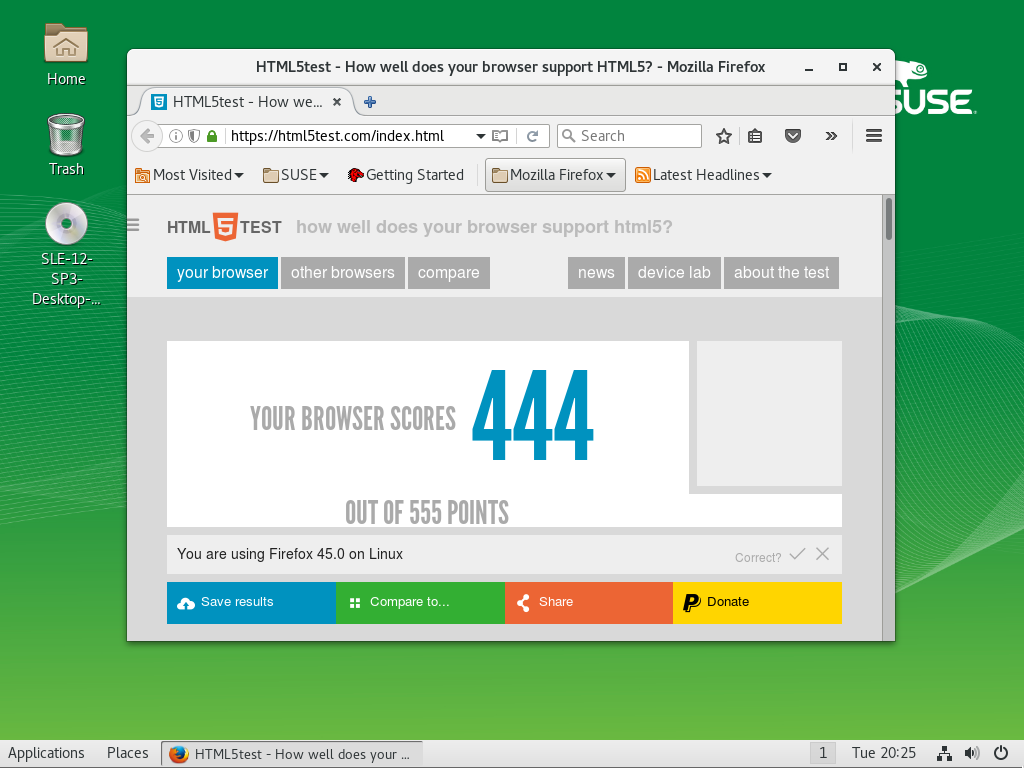 Home
Trash
SLE-12-
SP3-
Desktop-...
SUSE
HTML5test - How well does your browser support HTML5? - Mozilla Firefox
HTML5test - How we...
https://html5test.com/index.html
Search
Most Visited
SUSE
Getting Started
Mozilla Firefox
Latest Headlines
HTML5TEST how well does your browser support html5?
your browser other browsers compare news device lab about the test
YOUR BROWSER SCORES 444
OUT OF 555 POINTS
You are using Firefox 45.0 on Linux Correct?
Save results Compare to... Share Donate
Applications Places HTML5test - How well does your ... 1 Tue 20:25